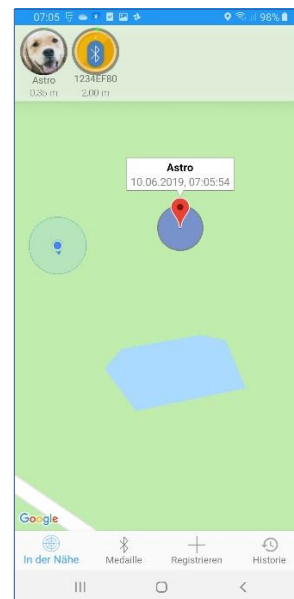 07:05 98%
Astro 1234EF80
0.35 m 2.00 m
Astro
10.06.2019, 07:05:54
Google
In der Nähe Medaille Registrieren Historie